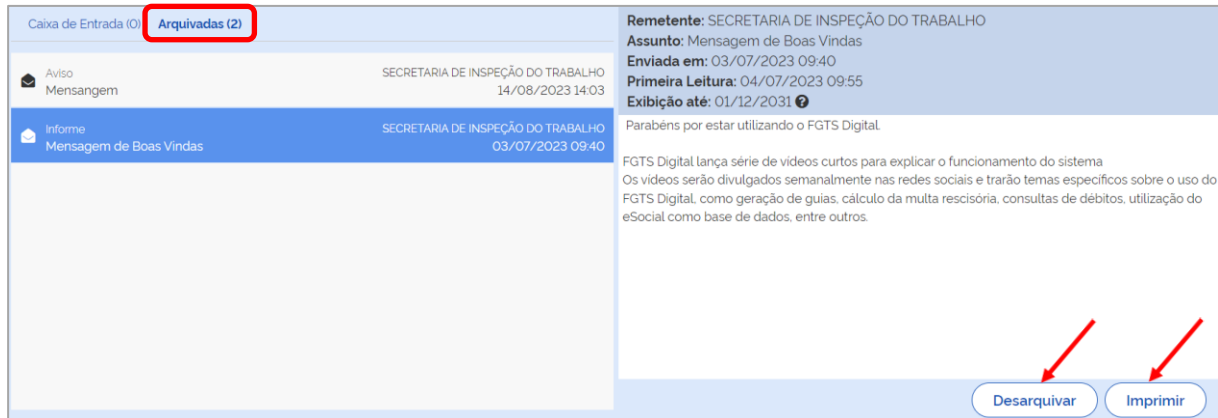 Caixa de Entrada (0) Arquivadas (2)
Aviso SECRETARIA DE INSPEÇÃO DO TRABALHO
Mensangem 14/08/2023 14:03
Informe SECRETARIA DE INSPEÇÃO DO TRABALHO
Mensagem de Boas Vindas 03/07/2023 09:40
Remetente: SECRETARIA DE INSPEÇÃO DO TRABALHO
Assunto: Mensagem de Boas Vindas
Enviada em: 03/07/2023 09:40
Primeira Leitura: 04/07/2023 09:55
Exibição até: 01/12/2031 ?
Parabéns por estar utilizando o FGTS Digital.
FGTS Digital lança série de vídeos curtos para explicar o funcionamento do sistema
Os vídeos serão divulgados semanalmente nas redes sociais e trarão temas específicos sobre o uso do
FGTS Digital, como geração de guias, cálculo da multa rescisória, consultas de débitos, utilização do
eSocial como base de dados, entre outros.
Desarquivar Imprimir